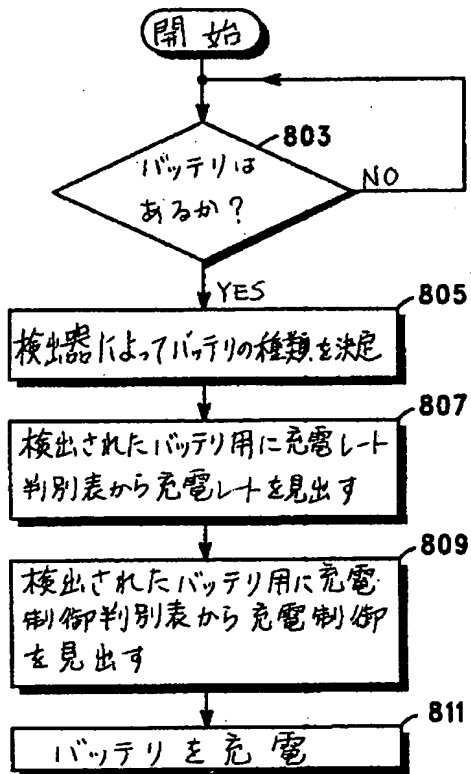 開始
803
バッテリは
あるか？
NO
YES
805
検出器によってバッテリの種類を決定
807
検出されたバッテリ用に充電レート
判別表から充電レートを見出す
809
検出されたバッテリ用に充電
制御判別表から充電制御
を見出す
811
バッテリを充電